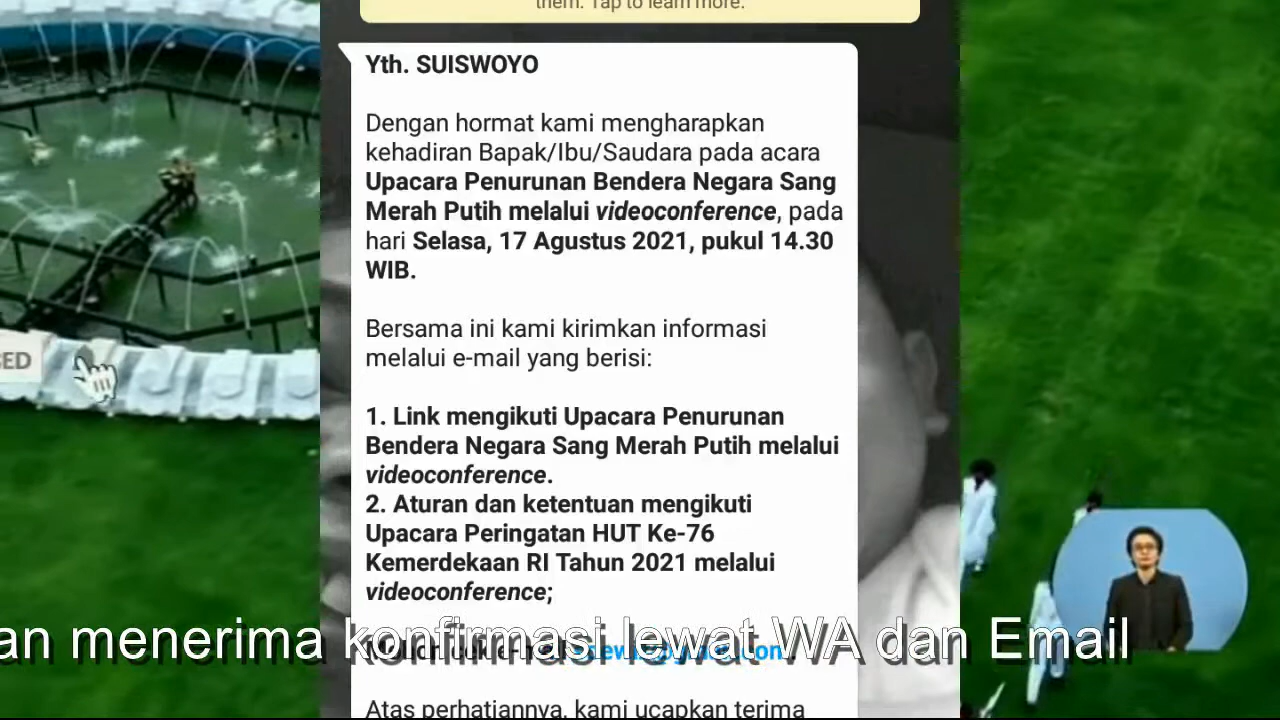 them. Tap to learn more.
Yth. SUISWOYO
Dengan hormat kami mengharapkan
kehadiran Bapak/Ibu/Saudara pada acara
Upacara Penurunan Bendera Negara Sang
Merah Putih melalui videoconference, pada
hari Selasa, 17 Agustus 2021, pukul 14.30
WIB.
Bersama ini kami kirimkan informasi
melalui e-mail yang berisi:
1. Link mengikuti Upacara Penurunan
Bendera Negara Sang Merah Putih melalui
videoconference.
2. Aturan dan ketentuan mengikuti
Upacara Peringatan HUT Ke-76
Kemerdekaan RI Tahun 2021 melalui
videoconference;
an menerima konfirmasi lewat WA dan Email
Atas perhatiannya, kami ucapkan terima